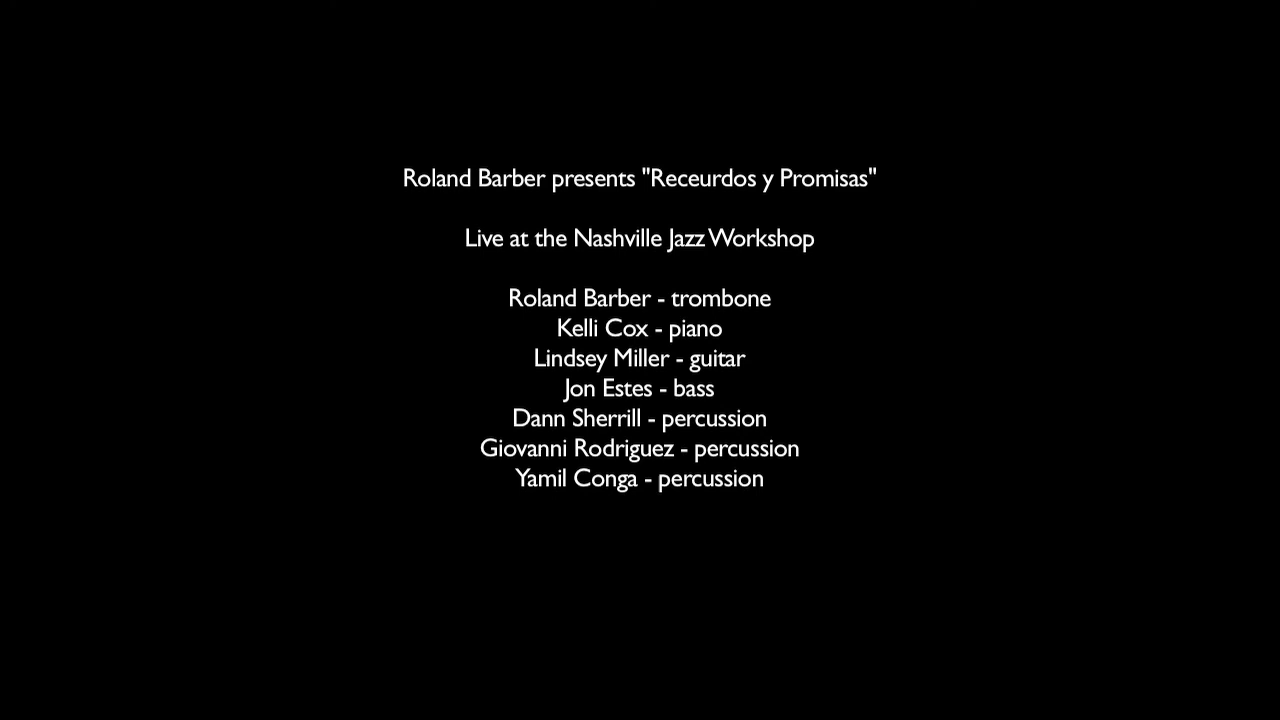 Roland Barber presents "Receurdos y Promisas"
Live at the Nashville Jazz Workshop
Roland Barber - trombone
Kelli Cox - piano
Lindsey Miller - guitar
Jon Estes - bass
Dann Sherrill - percussion
Giovanni Rodriguez - percussion
Yamil Conga - percussion